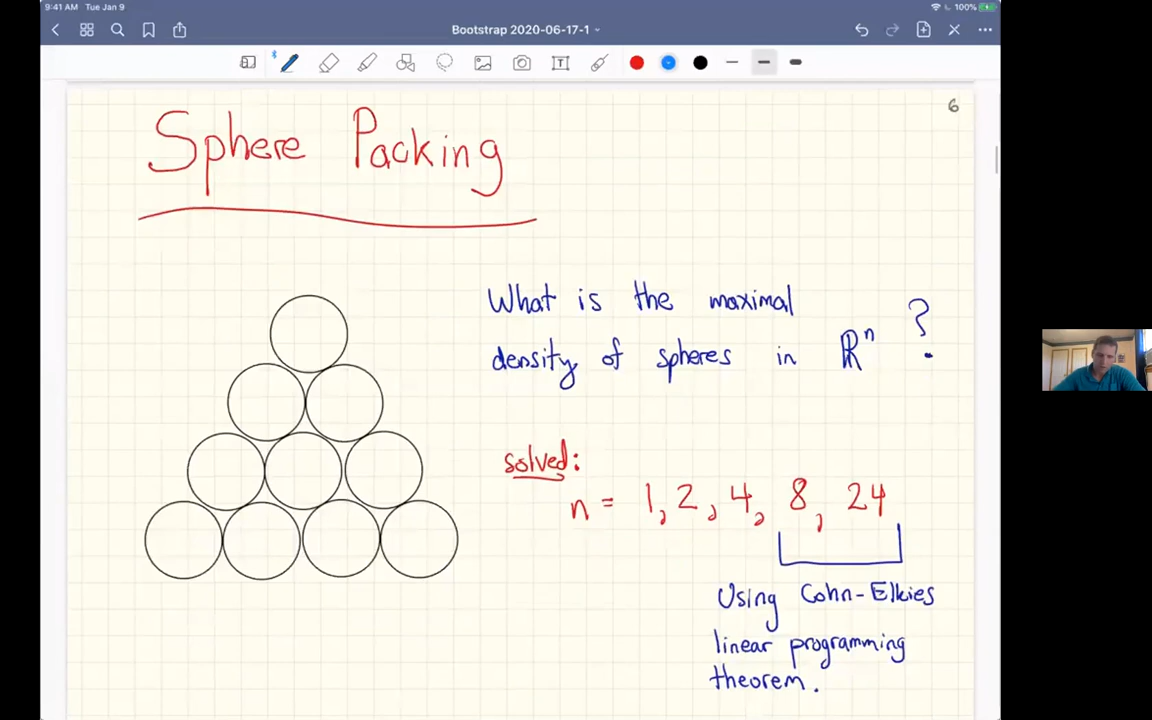 9:41 AM Tue Jan 9
100%
Bootstrap 2020-06-17-1
T
6
Sphere Packing
What is the maximal
density of spheres in ℝⁿ ?
solved:
n = 1, 2, 4, 8, 24
Using Cohn-Elkies
linear programming
theorem.